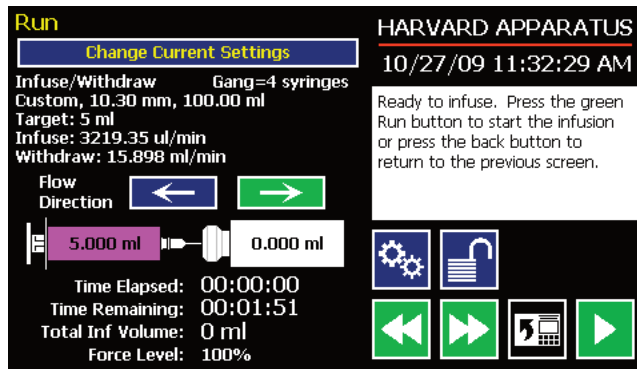 Run
Change Current Settings
Infuse/Withdraw Gang=4 syringes
Custom, 10.30 mm, 100.00 ml
Target: 5 ml
Infuse: 3219.35 ul/min
Withdraw: 15.898 ml/min
Flow
Direction
5.000 ml 0.000 ml
Time Elapsed: 00:00:00
Time Remaining: 00:01:51
Total Inf Volume: 0 ml
Force Level: 100%
HARVARD APPARATUS
10/27/09 11:32:29 AM
Ready to infuse. Press the green
Run button to start the infusion
or press the back button to
return to the previous screen.